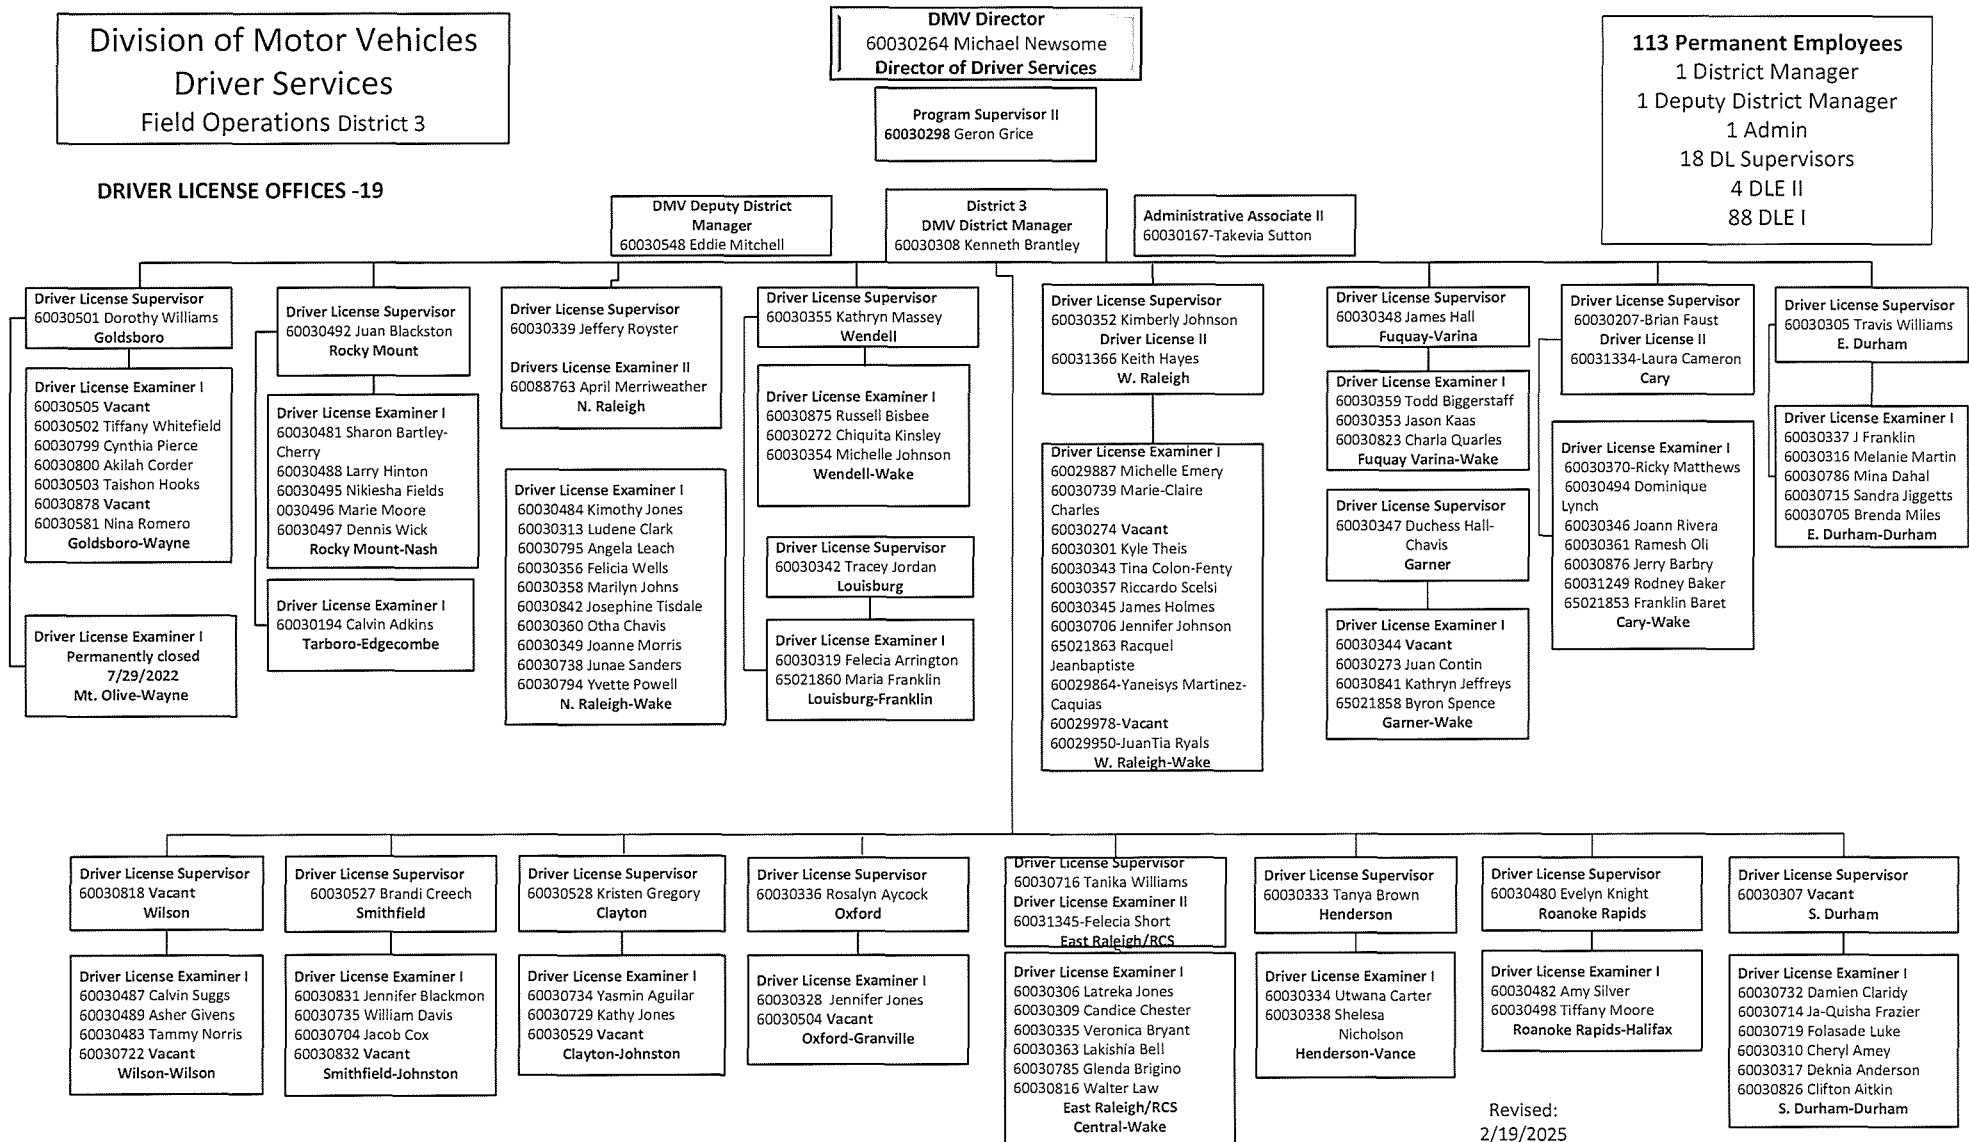 Division of Motor Vehicles
Driver Services
Field Operations District 3
DMV Director
60030264 Michael Newsome
Director of Driver Services
Program Supervisor II
60030298 Geron Grice
113 Permanent Employees
1 District Manager
1 Deputy District Manager
1 Admin
18 DL Supervisors
4 DLE II
88 DLE I
DRIVER LICENSE OFFICES -19
DMV Deputy District
Manager
60030548 Eddie Mitchell
District 3
DMV District Manager
60030308 Kenneth Brantley
Administrative Associate II
60030167-Takevia Sutton
Driver License Supervisor
60030501 Dorothy Williams
Goldsboro
Driver License Examiner I
60030505 Vacant
60030502 Tiffany Whitefield
60030799 Cynthia Pierce
60030800 Akilah Corder
60030503 Taishon Hooks
60030878 Vacant
60030581 Nina Romero
Goldsboro-Wayne
Driver License Examiner I
Permanently closed
7/29/2022
Mt. Olive-Wayne
Driver License Supervisor
60030492 Juan Blackston
Rocky Mount
Driver License Examiner I
60030481 Sharon Bartley-
Cherry
60030488 Larry Hinton
60030495 Nikiesha Fields
0030496 Marie Moore
60030497 Dennis Wick
Rocky Mount-Nash
Driver License Examiner I
60030194 Calvin Adkins
Tarboro-Edgecombe
Driver License Supervisor
60030339 Jeffery Royster
Drivers License Examiner II
60088763 April Merriweather
N. Raleigh
Driver License Examiner I
60030484 Kimothy Jones
60030313 Ludene Clark
60030795 Angela Leach
60030356 Felicia Wells
60030358 Marilyn Johns
60030842 Josephine Tisdale
60030360 Otha Chavis
60030349 Joanne Morris
60030738 Junae Sanders
60030794 Yvette Powell
N. Raleigh-Wake
Driver License Supervisor
60030355 Kathryn Massey
Wendell
Driver License Examiner I
60030875 Russell Bisbee
60030272 Chiquita Kinsley
60030354 Michelle Johnson
Wendell-Wake
Driver License Supervisor
60030342 Tracey Jordan
Louisburg
Driver License Examiner I
60030319 Felecia Arrington
65021860 Maria Franklin
Louisburg-Franklin
Driver License Supervisor
60030352 Kimberly Johnson
Driver License II
60031366 Keith Hayes
W. Raleigh
Driver License Examiner I
60029887 Michelle Emery
60030739 Marie-Claire
Charles
60030274 Vacant
60030301 Kyle Theis
60030343 Tina Colon-Fenty
60030357 Riccardo Scelsi
60030345 James Holmes
60030706 Jennifer Johnson
65021863 Racquel
Jeanbaptiste
60029864-Yaneisys Martinez-
Caquias
60029978-Vacant
60029950-JuanTia Ryals
W. Raleigh-Wake
Driver License Supervisor
60030348 James Hall
Fuquay-Varina
Driver License Examiner I
60030359 Todd Biggerstaff
60030353 Jason Kaas
60030823 Charla Quarles
Fuquay Varina-Wake
Driver License Supervisor
60030347 Duchess Hall-
Chavis
Garner
Driver License Examiner I
60030344 Vacant
60030273 Juan Contin
60030841 Kathryn Jeffreys
65021858 Byron Spence
Garner-Wake
Driver License Supervisor
60030207-Brian Faust
Driver License II
60031334-Laura Cameron
Cary
Driver License Examiner I
60030370-Ricky Matthews
60030494 Dominique
Lynch
60030346 Joann Rivera
60030361 Ramesh Oli
60030876 Jerry Barbry
60031249 Rodney Baker
65021853 Franklin Baret
Cary-Wake
Driver License Supervisor
60030305 Travis Williams
E. Durham
Driver License Examiner I
60030337 J Franklin
60030316 Melanie Martin
60030786 Mina Dahal
60030715 Sandra Jiggetts
60030705 Brenda Miles
E. Durham-Durham
Driver License Supervisor
60030818 Vacant
Wilson
Driver License Examiner I
60030487 Calvin Suggs
60030489 Asher Givens
60030483 Tammy Norris
60030722 Vacant
Wilson-Wilson
Driver License Supervisor
60030527 Brandi Creech
Smithfield
Driver License Examiner I
60030831 Jennifer Blackmon
60030735 William Davis
60030704 Jacob Cox
60030832 Vacant
Smithfield-Johnston
Driver License Supervisor
60030528 Kristen Gregory
Clayton
Driver License Examiner I
60030734 Yasmin Aguilar
60030729 Kathy Jones
60030529 Vacant
Clayton-Johnston
Driver License Supervisor
60030336 Rosalyn Aycock
Oxford
Driver License Examiner I
60030328 Jennifer Jones
60030504 Vacant
Oxford-Granville
Driver License Supervisor
60030716 Tanika Williams
Driver License Examiner II
60031345-Felecia Short
East Raleigh/RCS
Driver License Examiner I
60030306 Latreka Jones
60030309 Candice Chester
60030335 Veronica Bryant
60030363 Lakishia Bell
60030785 Glenda Brigino
60030816 Walter Law
East Raleigh/RCS
Central-Wake
Driver License Supervisor
60030333 Tanya Brown
Henderson
Driver License Examiner I
60030334 Utwana Carter
60030338 Shelesa
Nicholson
Henderson-Vance
Driver License Supervisor
60030480 Evelyn Knight
Roanoke Rapids
Driver License Examiner I
60030482 Amy Silver
60030498 Tiffany Moore
Roanoke Rapids-Halifax
Driver License Supervisor
60030307 Vacant
S. Durham
Driver License Examiner I
60030732 Damien Claridy
60030714 Ja-Quisha Frazier
60030719 Folasade Luke
60030310 Cheryl Amey
60030317 Deknia Anderson
60030826 Clifton Aitkin
S. Durham-Durham
Revised:
2/19/2025